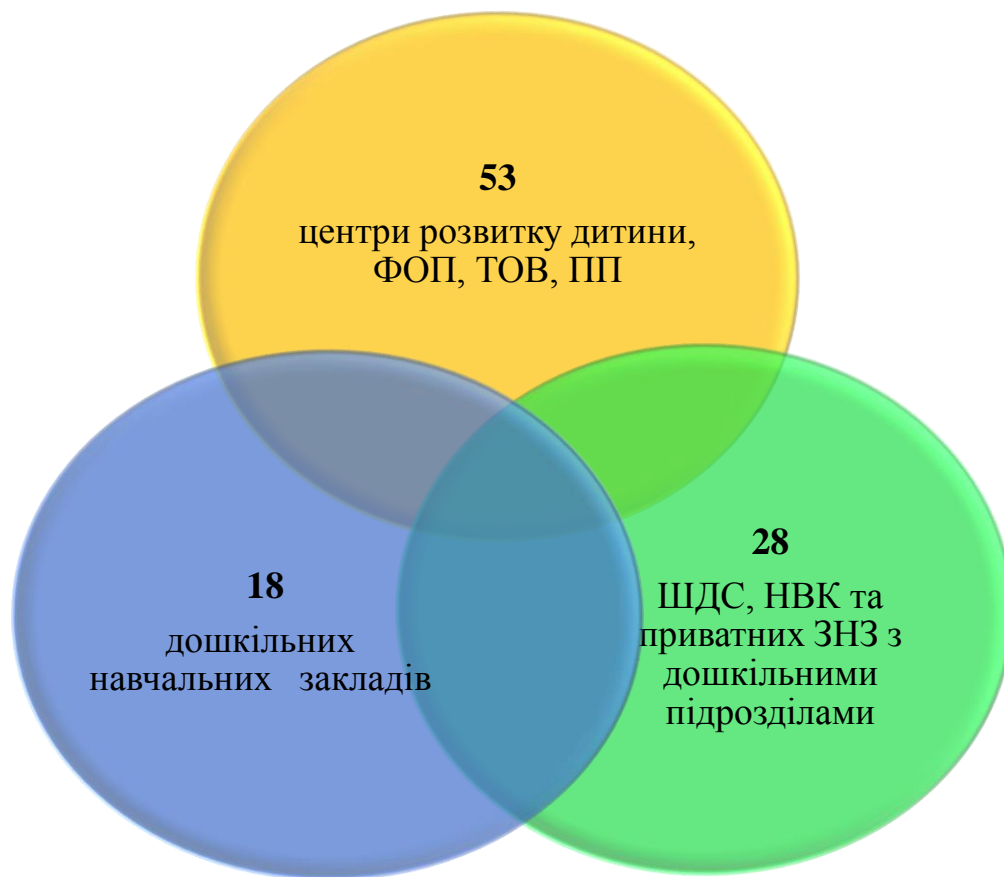 53
центри розвитку дитини,
ФОП, ТОВ, ПП
18
дошкільних
навчальних закладів
28
ШДС, НВК та
приватних ЗНЗ з
дошкільними
підрозділами